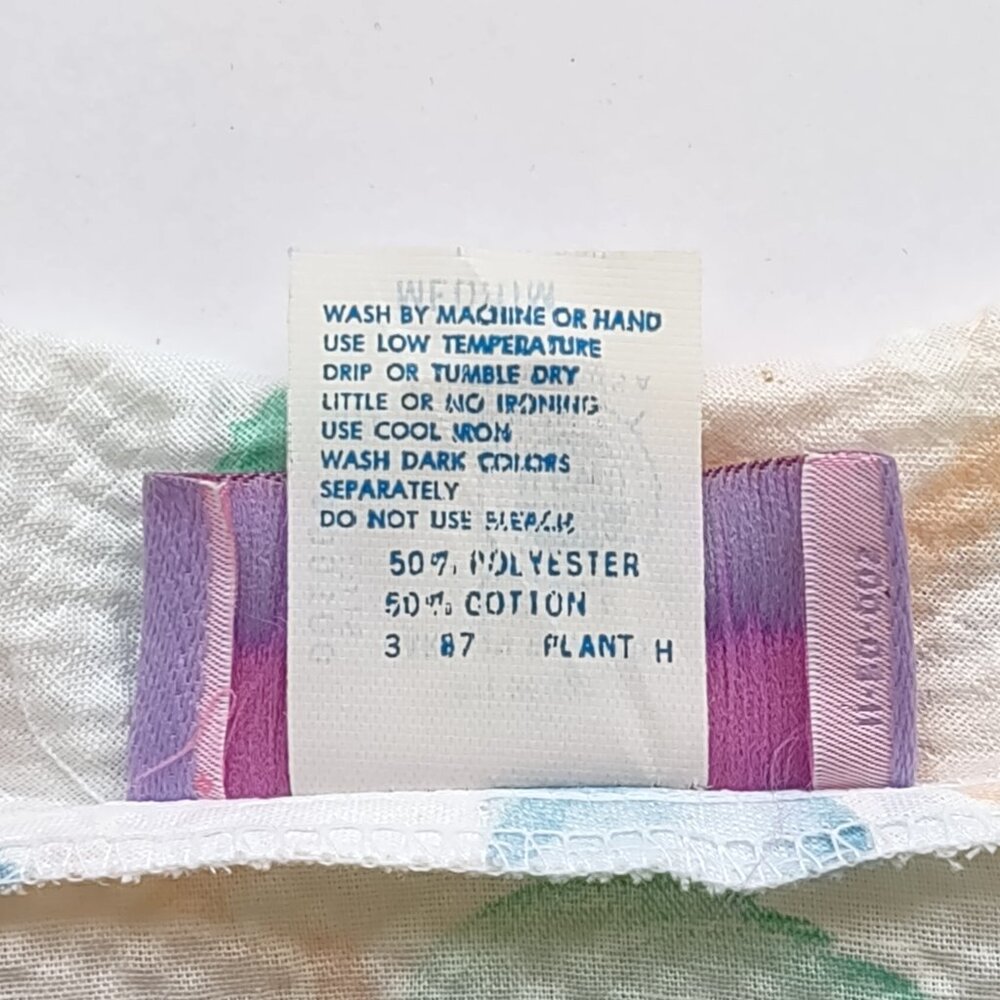 WASH BY MACHINE OR HAND
USE LOW TEMPERATURE
DRIP OR TUMBLE DRY
LITTLE OR NO IRONING
USE COOL IRON
WASH DARK COLORS
SEPARATELY
DO NOT USE BLEACH
50% POLYESTER
50% COTTON
3 87 PLANT H
MEDIUM